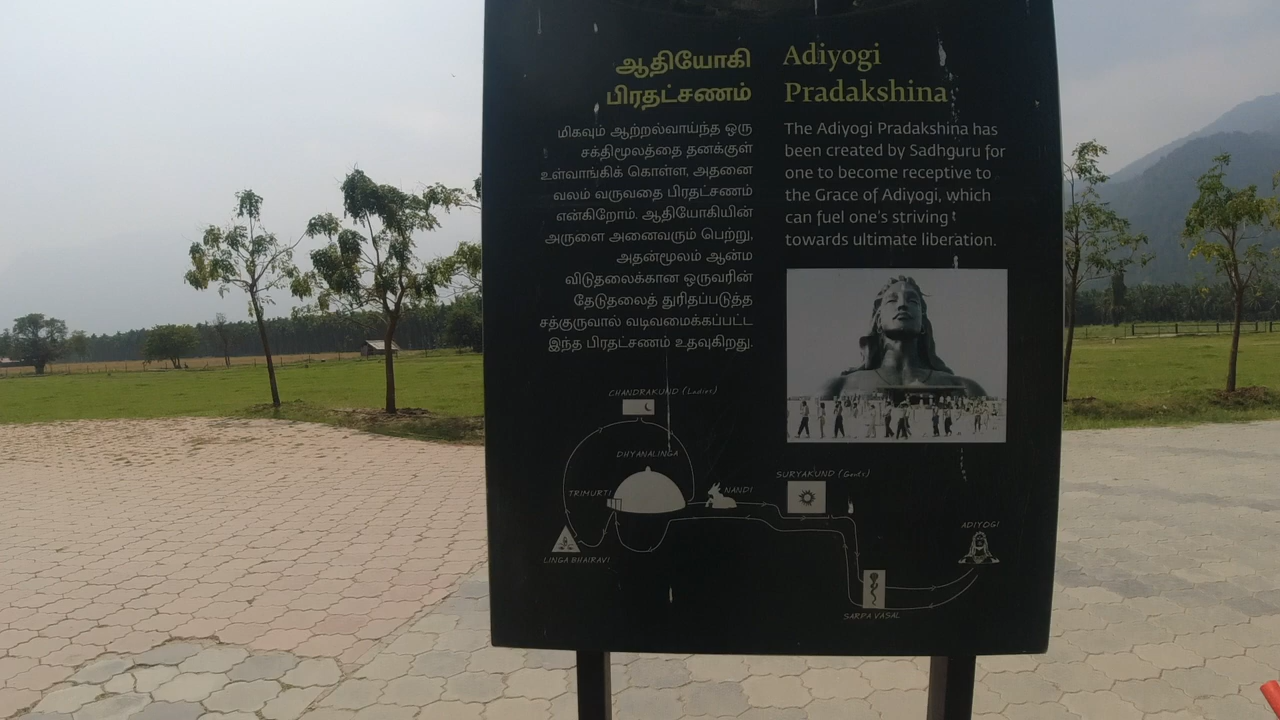 ஆதியோகி
பிரதட்சணம்
மிகவும் ஆற்றல்வாய்ந்த ஒரு
சக்திமூலத்தை தனக்குள்
உள்வாங்கிக் கொள்ள, அதனை
வலம் வருவதை பிரதட்சணம்
என்கிறோம். ஆதியோகியின்
அருளை அனைவரும் பெற்று,
அதன்மூலம் ஆன்ம
விடுதலைக்கான ஒருவரின்
தேடுதலைத் துரிதப்படுத்த
சத்குருவால் வடிவமைக்கப்பட்ட
இந்த பிரதட்சணம் உதவுகிறது.
Adiyogi
Pradakshina
The Adiyogi Pradakshina has
been created by Sadhguru for
one to become receptive to
the Grace of Adiyogi, which
can fuel one's striving
towards ultimate liberation.
CHANDRAKUND (Ladies)
DHYANALINGA
TRIMURTI
NANDI
SURYAKUND (Gents)
LINGA BHAIRAVI
ADIYOGI
SARPA VASAL